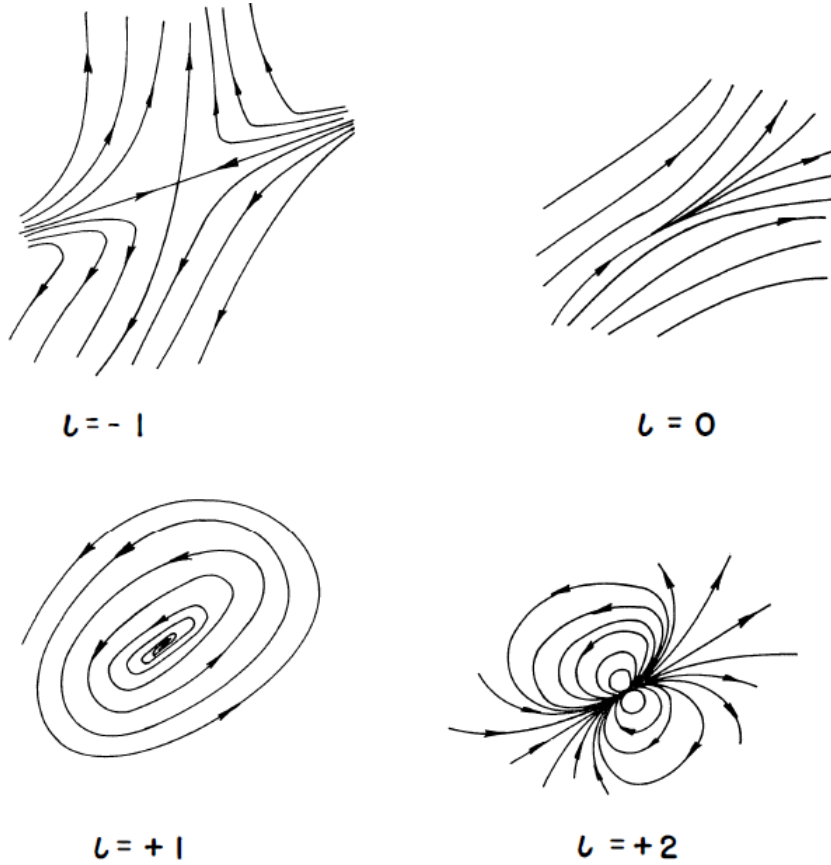 ι = - 1
ι = 0
ι = + 1
ι = + 2